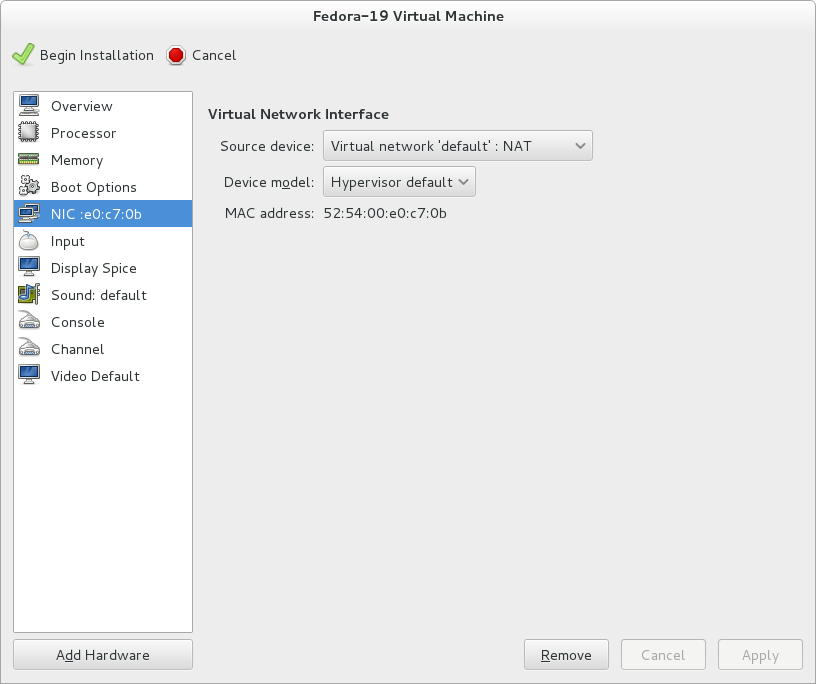 Fedora-19 Virtual Machine
Begin Installation Cancel
Overview
Processor
Memory
Boot Options
NIC :e0:c7:0b
Input
Display Spice
Sound: default
Console
Channel
Video Default
Add Hardware
Virtual Network Interface
Source device: Virtual network 'default' : NAT
Device model: Hypervisor default
MAC address: 52:54:00:e0:c7:0b
Remove Cancel Apply